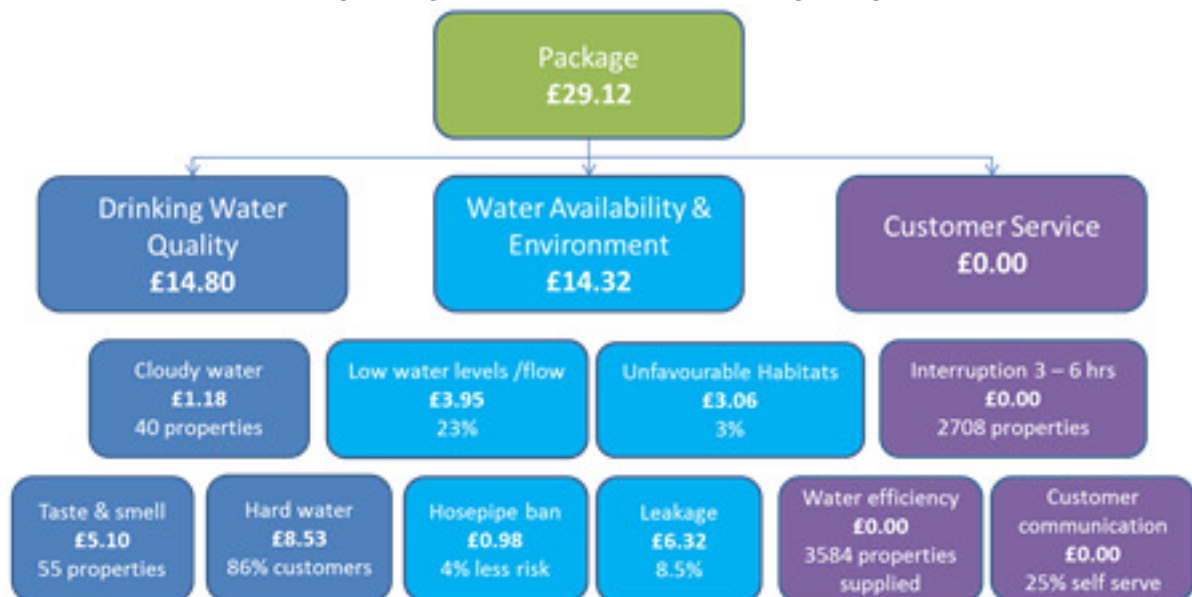 Package
£29.12
Drinking Water
Quality
£14.80
Water Availability &
Environment
£14.32
Customer Service
£0.00
Cloudy water
£1.18
40 properties
Low water levels /flow
£3.95
23%
Unfavourable Habitats
£3.06
3%
Interruption 3 – 6 hrs
£0.00
2708 properties
Taste & smell
£5.10
55 properties
Hard water
£8.53
86% customers
Hosepipe ban
£0.98
4% less risk
Leakage
£6.32
8.5%
Water efficiency
£0.00
3584 properties
supplied
Customer
communication
£0.00
25% self serve